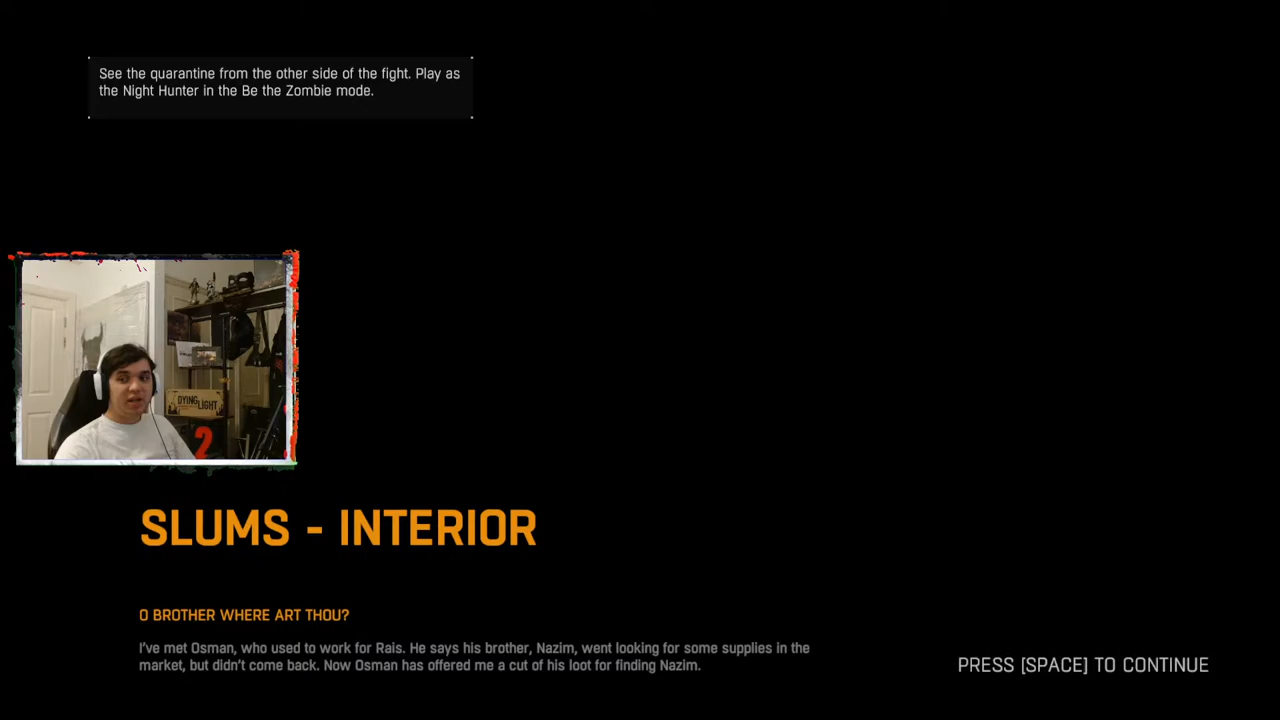 See the quarantine from the other side of the fight. Play as
the Night Hunter in the Be the Zombie mode.
DYING LIGHT
2
SLUMS - INTERIOR
O BROTHER WHERE ART THOU?
I've met Osman, who used to work for Rais. He says his brother, Nazim, went looking for some supplies in the
market, but didn't come back. Now Osman has offered me a cut of his loot for finding Nazim.
PRESS [SPACE] TO CONTINUE